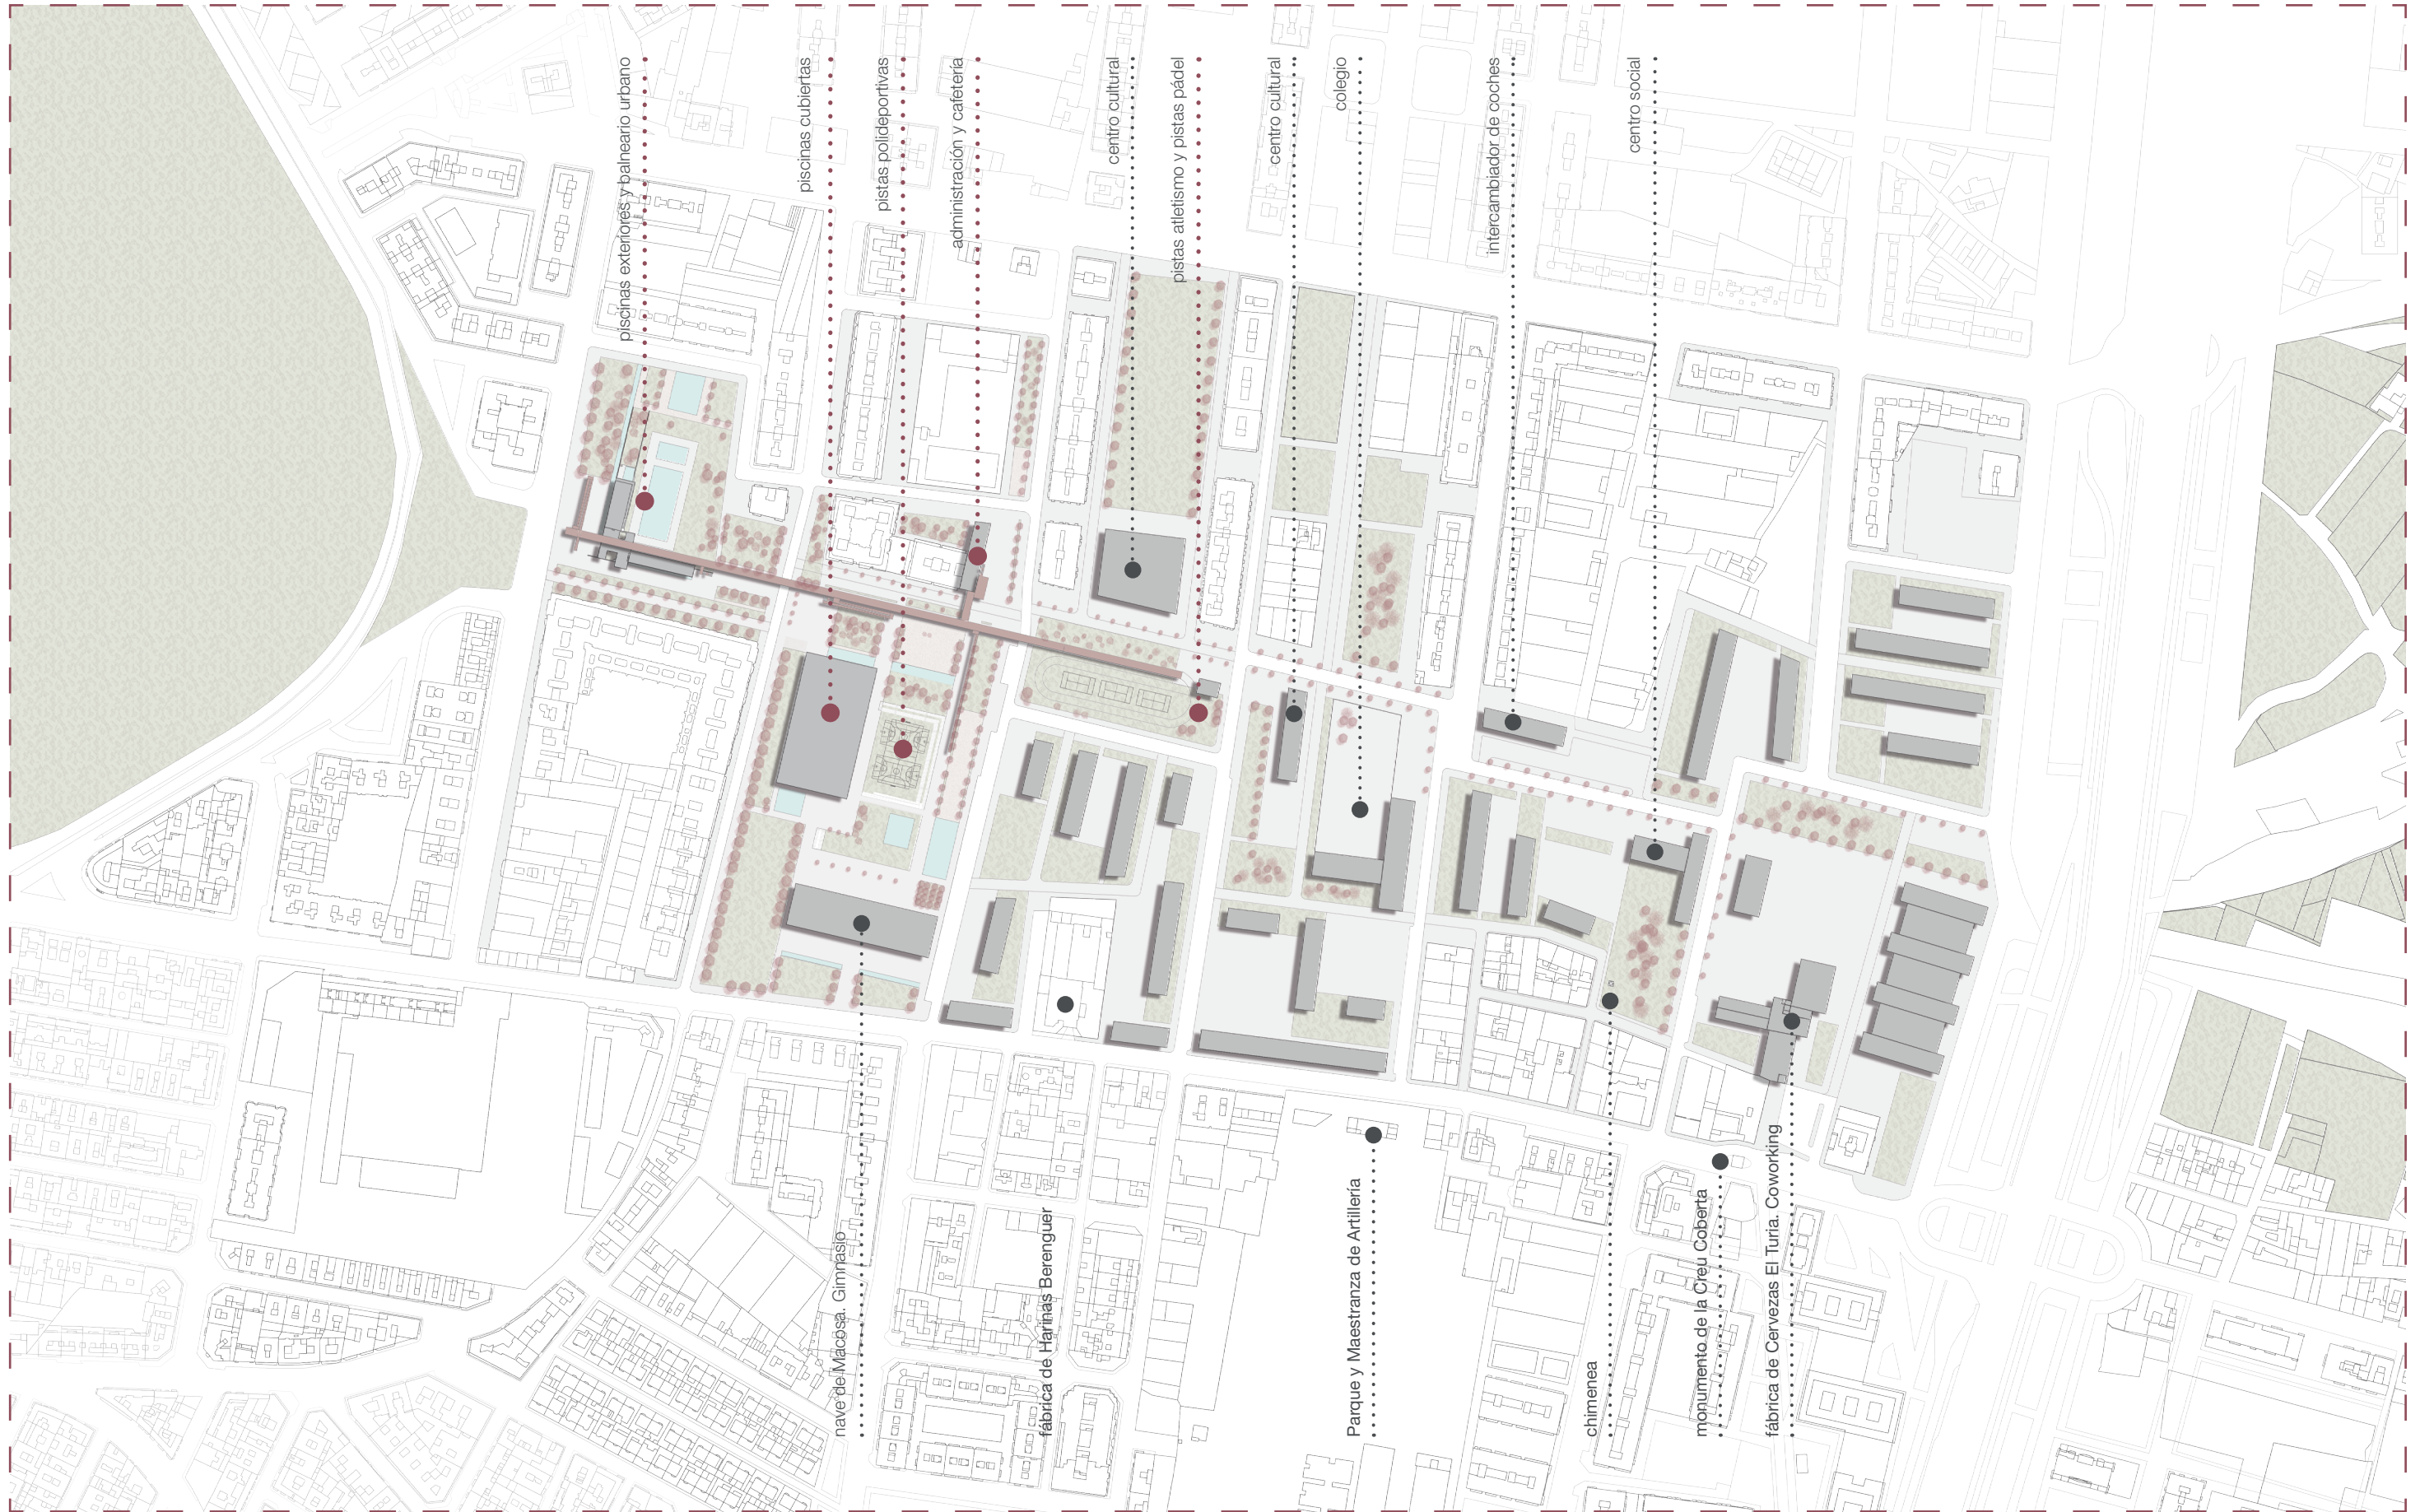 piscinas exteriores y balneario urbano
piscinas cubiertas
pistas polideportivas
administración y cafetería
centro cultural
pistas atletismo y pistas pádel
centro cultural
colegio
intercambiador de coches
centro social
nave de Macosa. Gimnasio
fábrica de Harinas Berenguer
Parque y Maestranza de Artillería
chimenea
monumento de la Creu Coberta
fábrica de Cervezas El Turia. Coworking